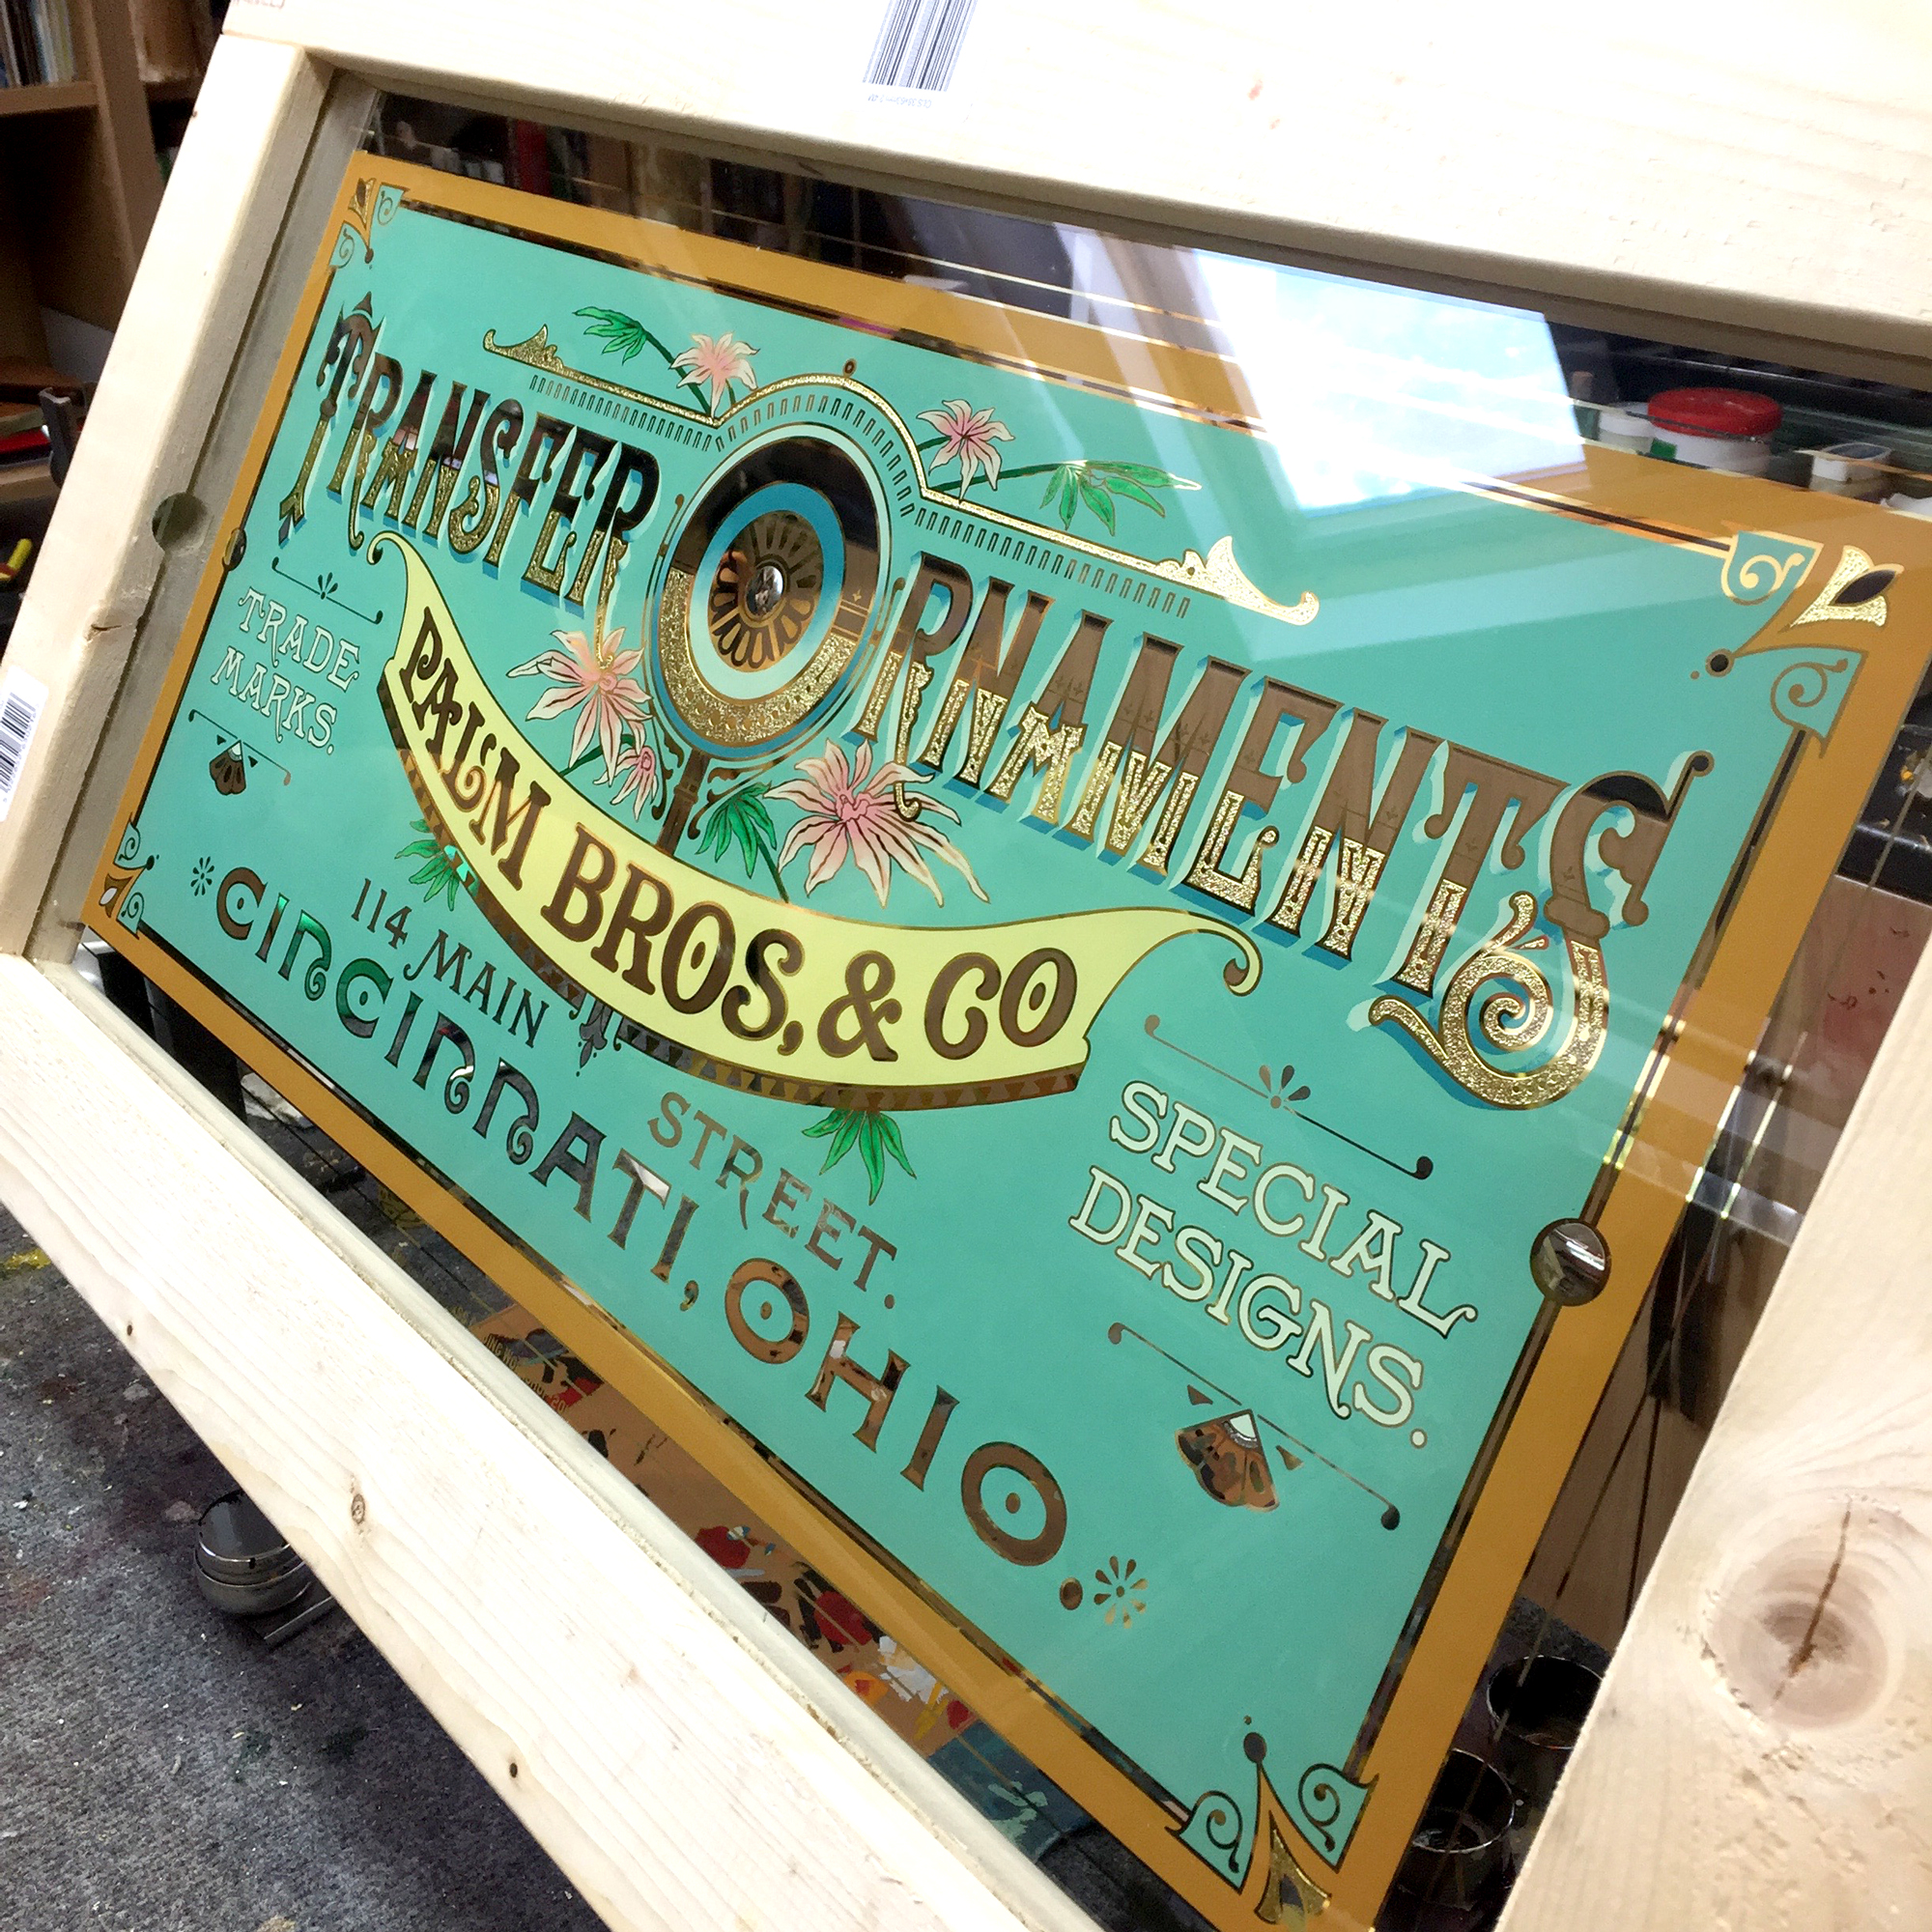 TRANSFER ORNAMENTS
TRADE
MARKS.
PALM BROS. & CO
SPECIAL
DESIGNS.
114 MAIN STREET.
CINCINNATI, OHIO.